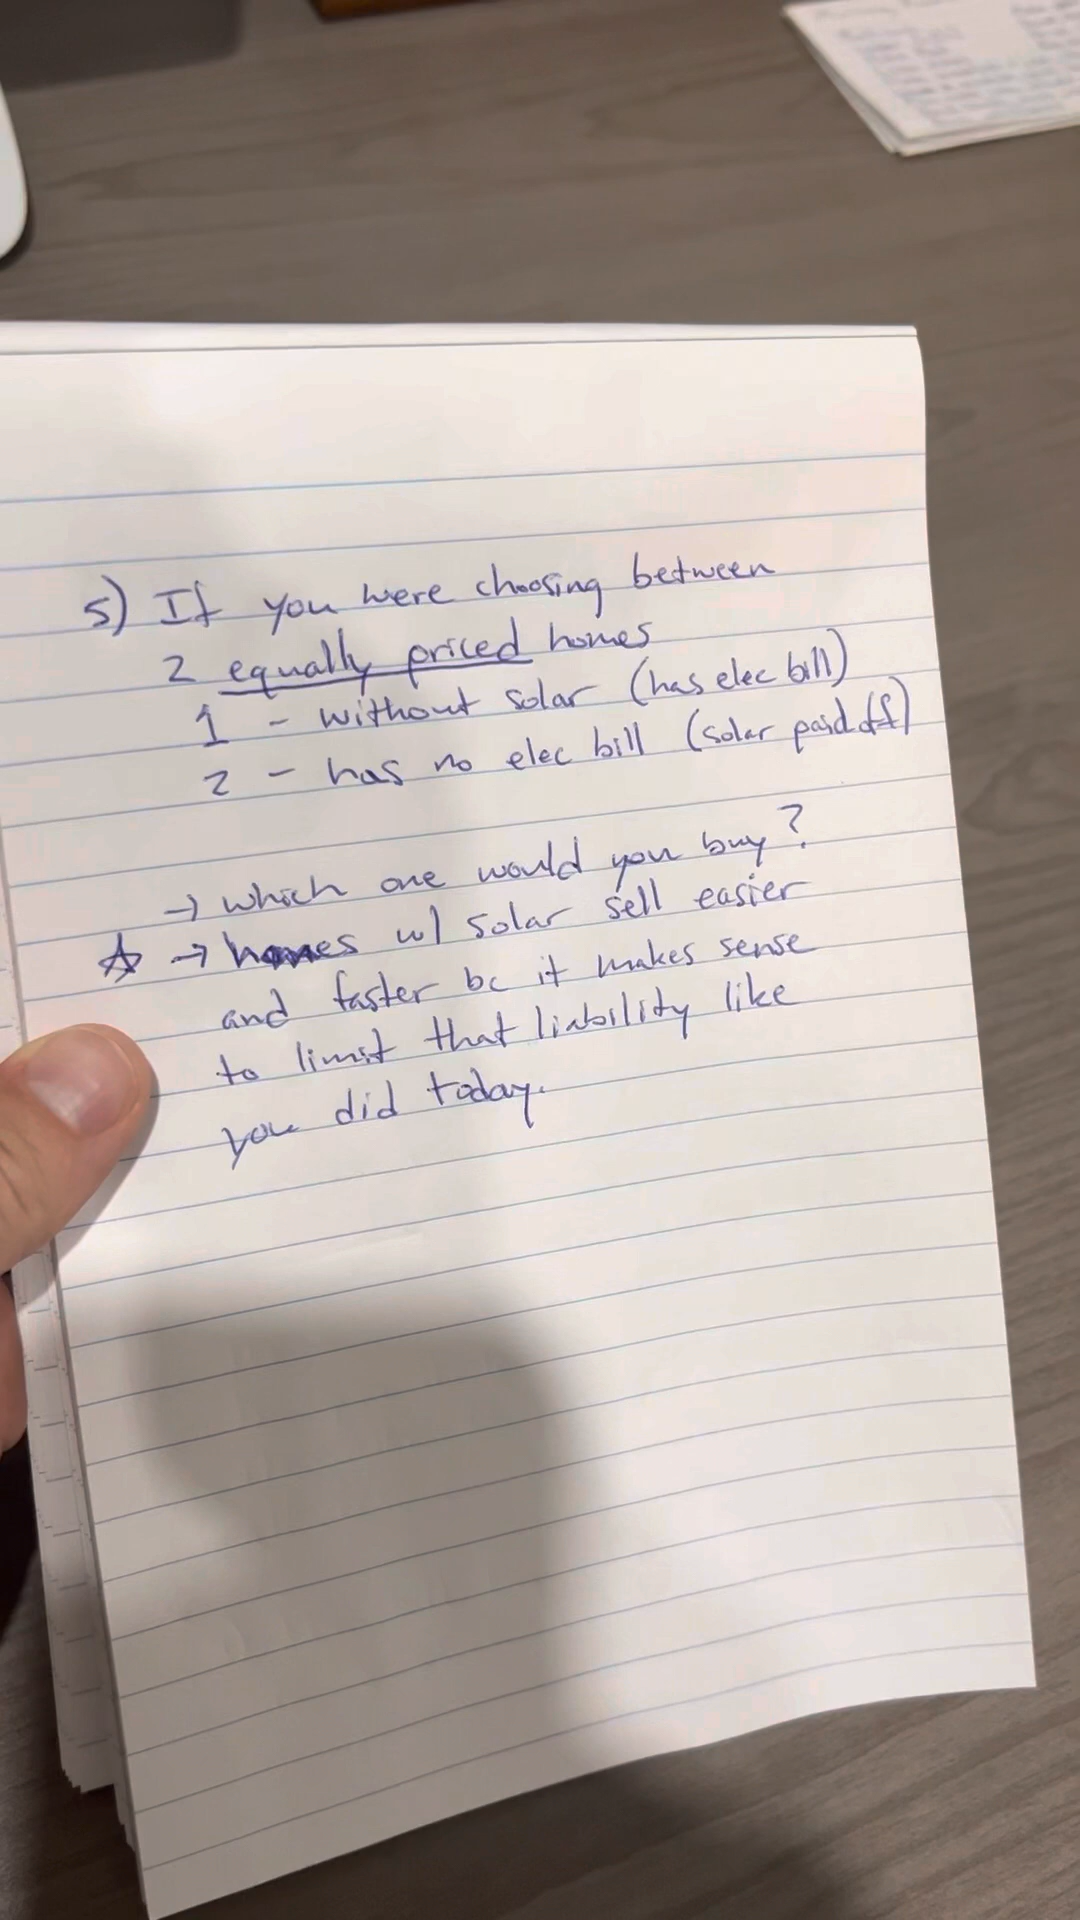 5) If you were choosing between
2 equally priced homes
1 - without solar (has elec bill)
2 - has no elec bill (solar paid off)
→ which one would you buy?
☆ → homes w/ solar sell easier
and faster bc it makes sense
to limit that liability like
you did today.